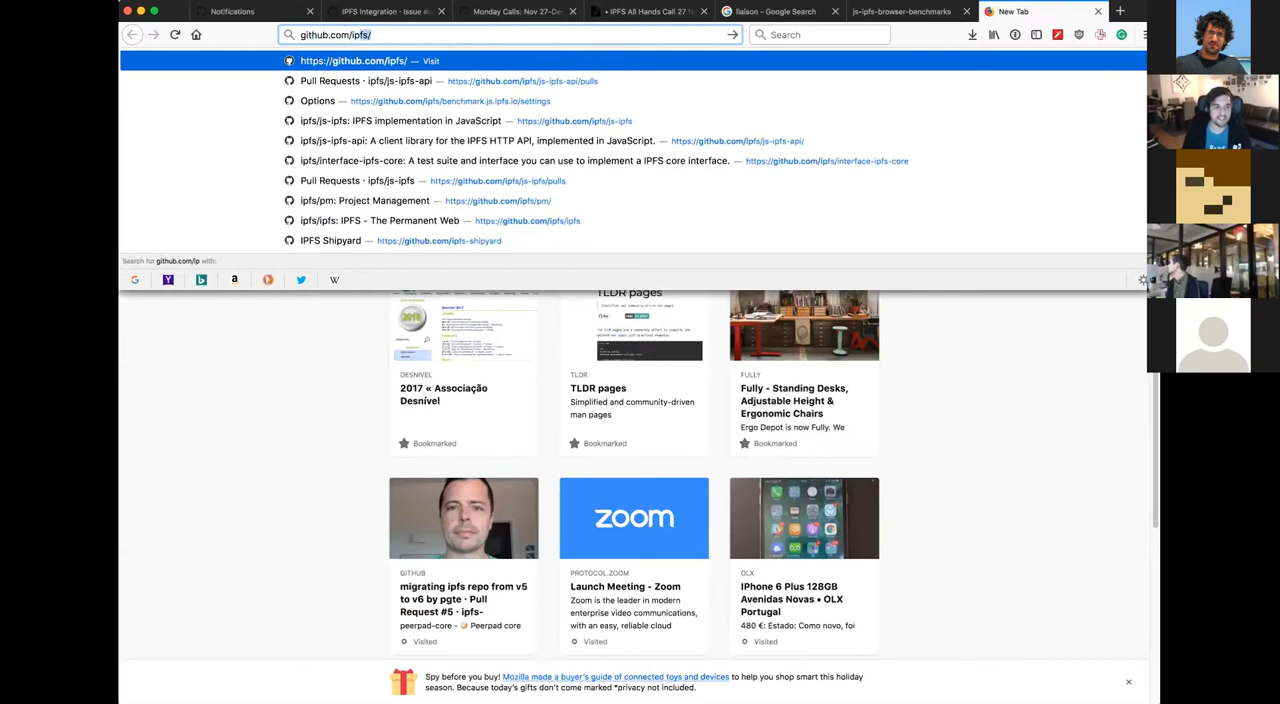 Notifications
IPFS Integration · Issue #
Monday Calls: Nov 27-De
• IPFS All Hands Call 27 N
liaison - Google Search
js-ipfs-browser-benchmarks
New Tab
github.com/ipfs/
Search
https://github.com/ipfs/ — Visit
Pull Requests · ipfs/js-ipfs-api — https://github.com/ipfs/js-ipfs-api/pulls
Options — https://github.com/ipfs/benchmark.js.ipfs.io/settings
ipfs/js-ipfs: IPFS implementation in JavaScript — https://github.com/ipfs/js-ipfs
ipfs/js-ipfs-api: A client library for the IPFS HTTP API, implemented in JavaScript. — https://github.com/ipfs/js-ipfs-api/
ipfs/interface-ipfs-core: A test suite and interface you can use to implement a IPFS core interface. — https://github.com/ipfs/interface-ipfs-core
Pull Requests · ipfs/js-ipfs — https://github.com/ipfs/js-ipfs/pulls
ipfs/pm: Project Management — https://github.com/ipfs/pm/
ipfs/ipfs: IPFS - The Permanent Web — https://github.com/ipfs/ipfs
IPFS Shipyard — https://github.com/ipfs-shipyard
Search for github.com/ip with:
TLDR pages
DESNIVEL
2017 « Associação
Desnível
Bookmarked
TLDR
TLDR pages
Simplified and community-driven
man pages
Bookmarked
FULLY
Fully - Standing Desks,
Adjustable Height &
Ergonomic Chairs
Ergo Depot is now Fully. We
Bookmarked
zoom
GITHUB
migrating ipfs repo from v5
to v6 by pgte · Pull
Request #5 · ipfs-
peerpad-core - Peerpad core
Visited
PROTOCOL.ZOOM
Launch Meeting - Zoom
Zoom is the leader in modern
enterprise video communications,
with an easy, reliable cloud
Visited
OLX
IPhone 6 Plus 128GB
Avenidas Novas • OLX
Portugal
480 €: Estado: Como novo, foi
Visited
Spy before you buy! Mozilla made a buyer's guide of connected toys and devices to help you shop smart this holiday
season. Because today's gifts don't come marked *privacy not included.